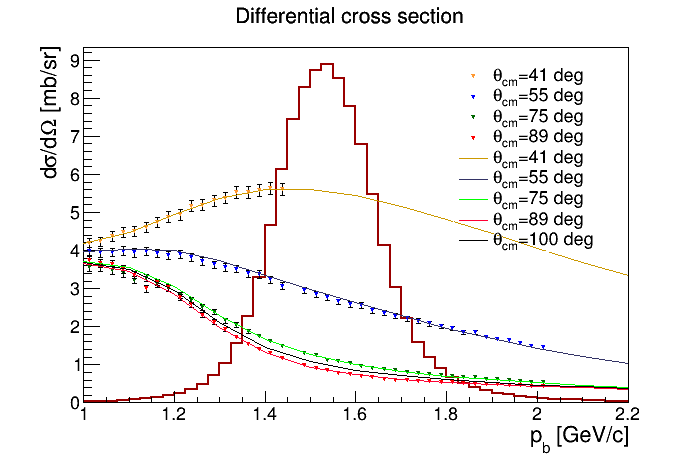 Differential cross section
dσ/dΩ [mb/sr]
9
8
7
6
5
4
3
2
1
0
θcm=41 deg
θcm=55 deg
θcm=75 deg
θcm=89 deg
θcm=41 deg
θcm=55 deg
θcm=75 deg
θcm=89 deg
θcm=100 deg
1 1.2 1.4 1.6 1.8 2 2.2
pb [GeV/c]